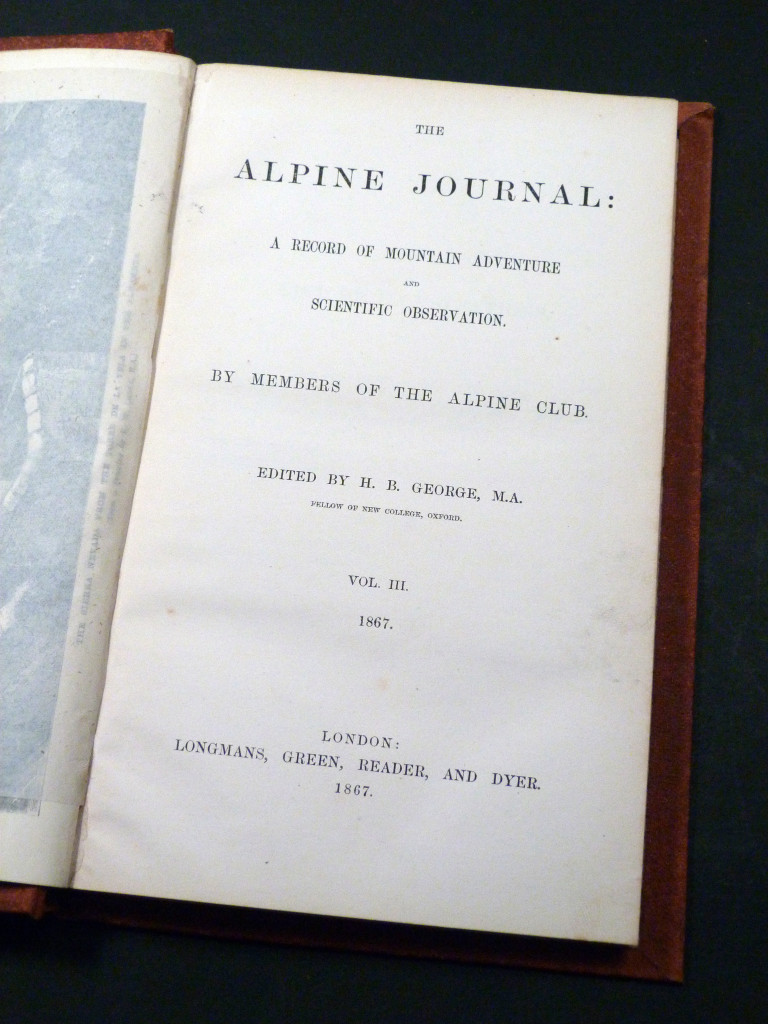 THE
ALPINE JOURNAL:
A RECORD OF MOUNTAIN ADVENTURE
AND
SCIENTIFIC OBSERVATION.
BY MEMBERS OF THE ALPINE CLUB.
EDITED BY H. B. GEORGE, M.A.
FELLOW OF NEW COLLEGE, OXFORD.
VOL. III.
1867.
LONDON:
LONGMANS, GREEN, READER, AND DYER.
1867.